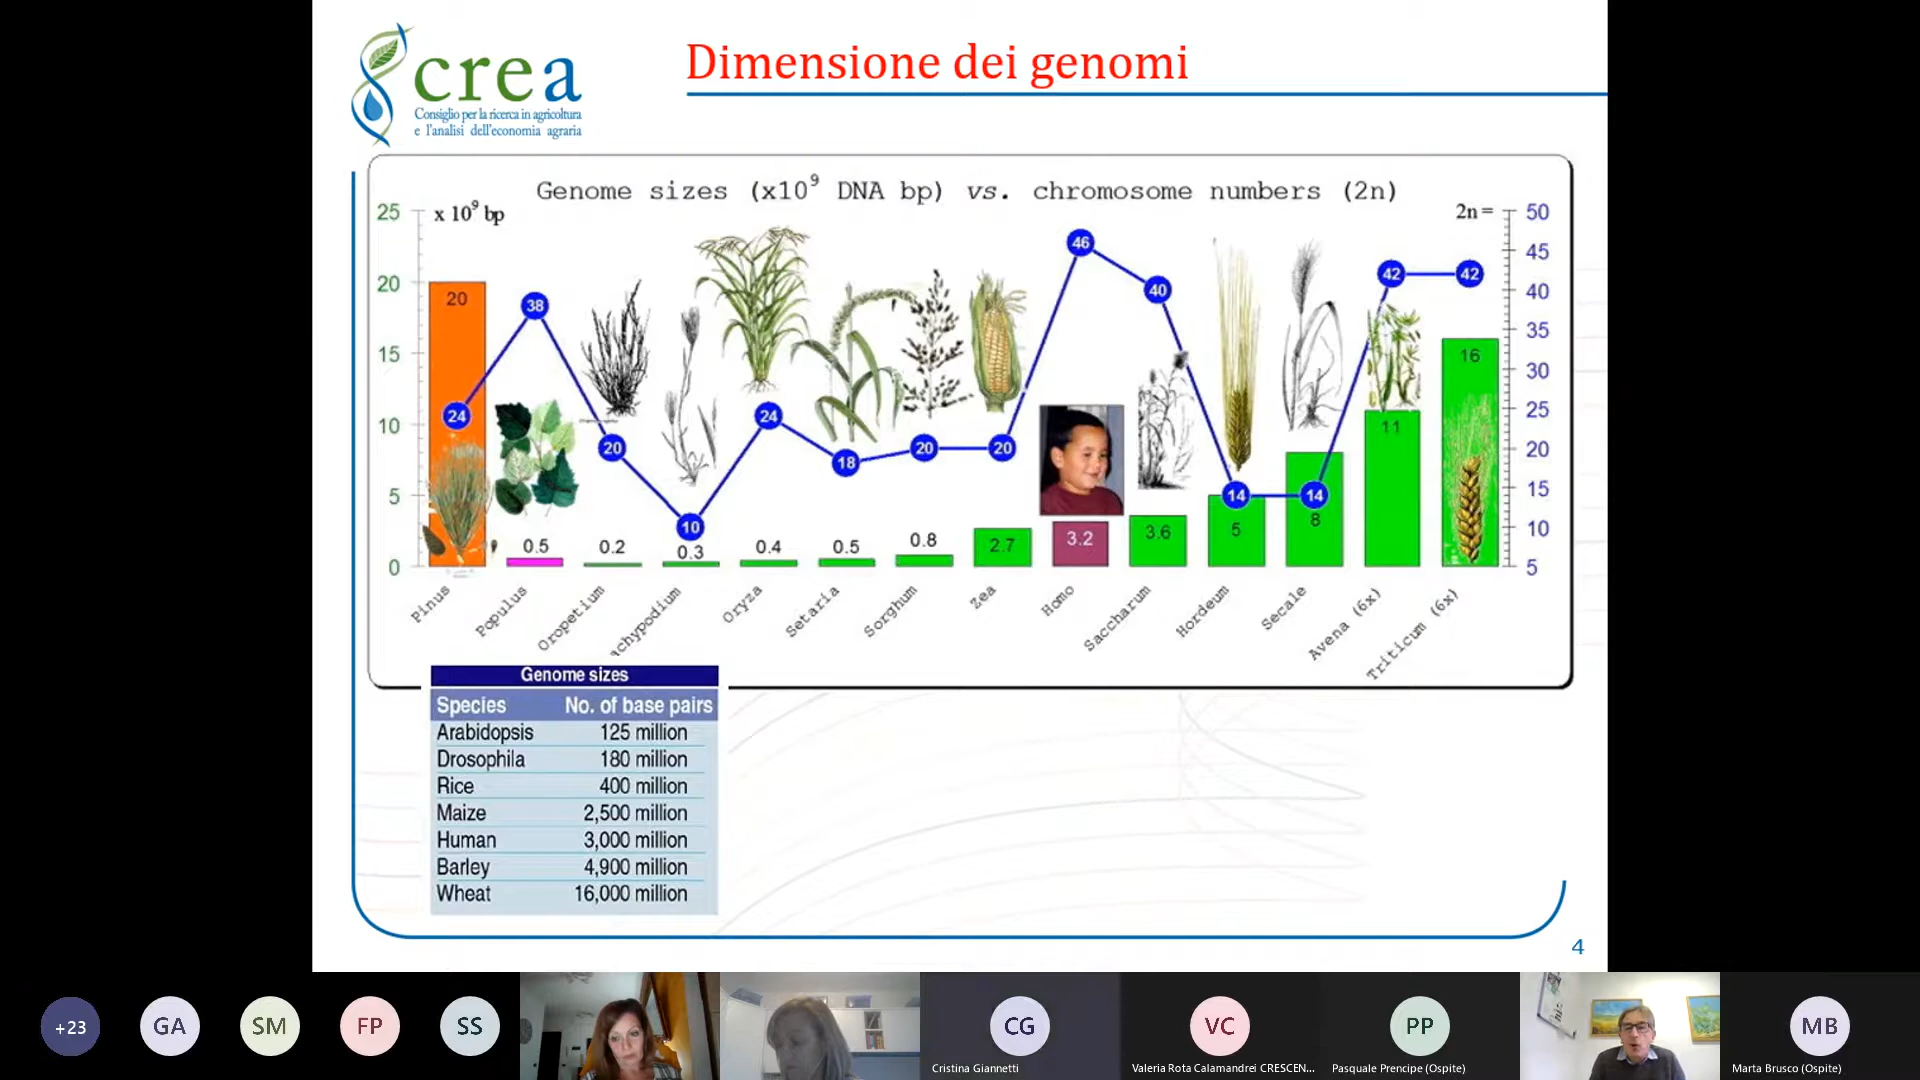 crea
Consiglio per la ricerca in agricoltura
e l'analisi dell'economia agraria
Dimensione dei genomi
Genome sizes (x10⁹ DNA bp) vs. chromosome numbers (2n)
x 10⁹ bp
2n=
25
20
15
10
5
0
50
45
40
35
30
25
20
15
10
5
24
38
20
10
24
18
20
20
46
40
14
14
42
42
20
0.5
0.2
0.3
0.4
0.5
0.8
2.7
3.2
3.6
5
8
11
16
Pinus
Populus
Oropetium
achypodium
Oryza
Setaria
Sorghum
Zea
Homo
Saccharum
Hordeum
Secale
Avena (6x)
Triticum (6x)
Genome sizes
Species No. of base pairs
Arabidopsis 125 million
Drosophila 180 million
Rice 400 million
Maize 2,500 million
Human 3,000 million
Barley 4,900 million
Wheat 16,000 million
4
+23
GA
SM
FP
SS
CG
Cristina Giannetti
VC
Valeria Rota Calamandrei CRESCEN...
PP
Pasquale Prencipe (Ospite)
MB
Marta Brusco (Ospite)